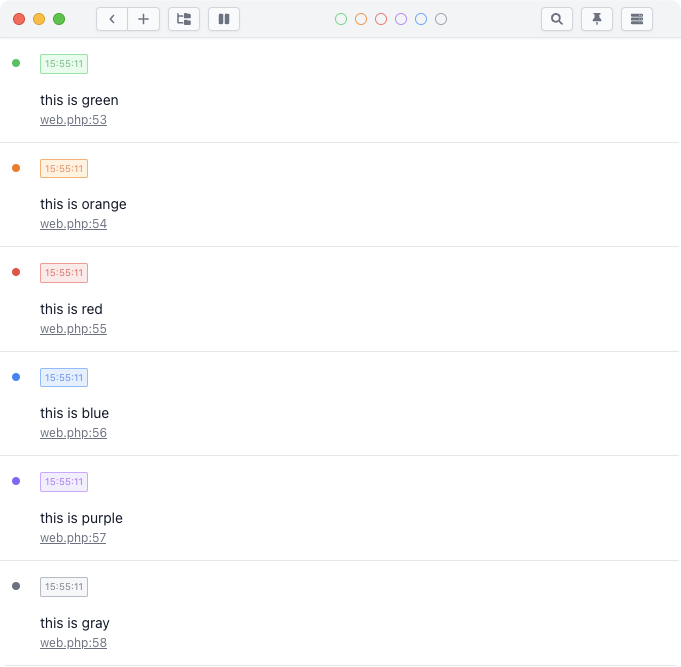 15:55:11
this is green
web.php:53
15:55:11
this is orange
web.php:54
15:55:11
this is red
web.php:55
15:55:11
this is blue
web.php:56
15:55:11
this is purple
web.php:57
15:55:11
this is gray
web.php:58